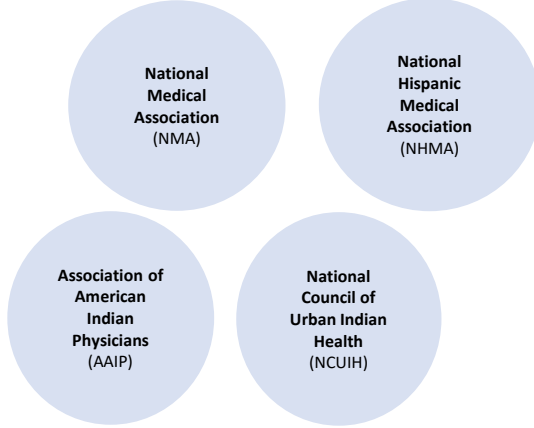 National
Medical
Association
(NMA)
National
Hispanic
Medical
Association
(NHMA)
Association of
American
Indian
Physicians
(AAIP)
National
Council of
Urban Indian
Health
(NCUIH)